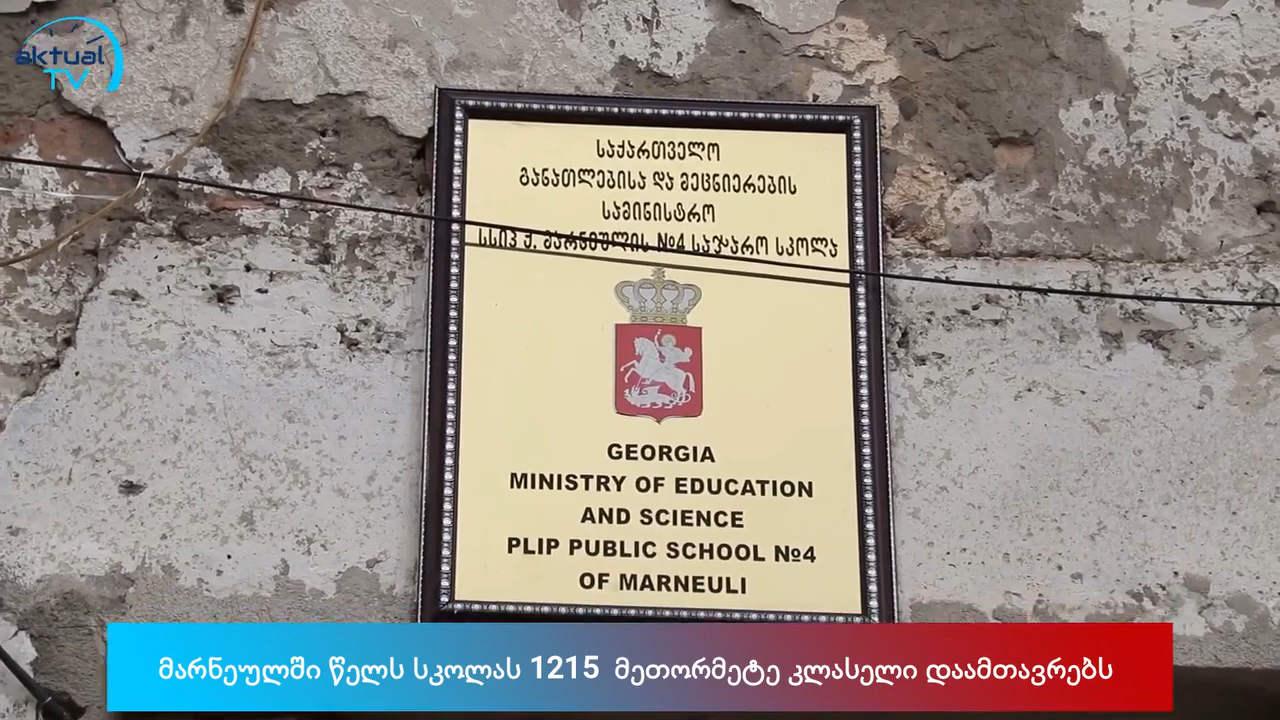 aktual
TV
საქართველო
განათლებისა და მეცნიერების
სამინისტრო
სსიპ ქ. მარნეულის №4 საჯარო სკოლა
GEORGIA
MINISTRY OF EDUCATION
AND SCIENCE
PLIP PUBLIC SCHOOL №4
OF MARNEULI
მარნეულში წელს სკოლას 1215 მეთორმეტე კლასელი დაამთავრებს